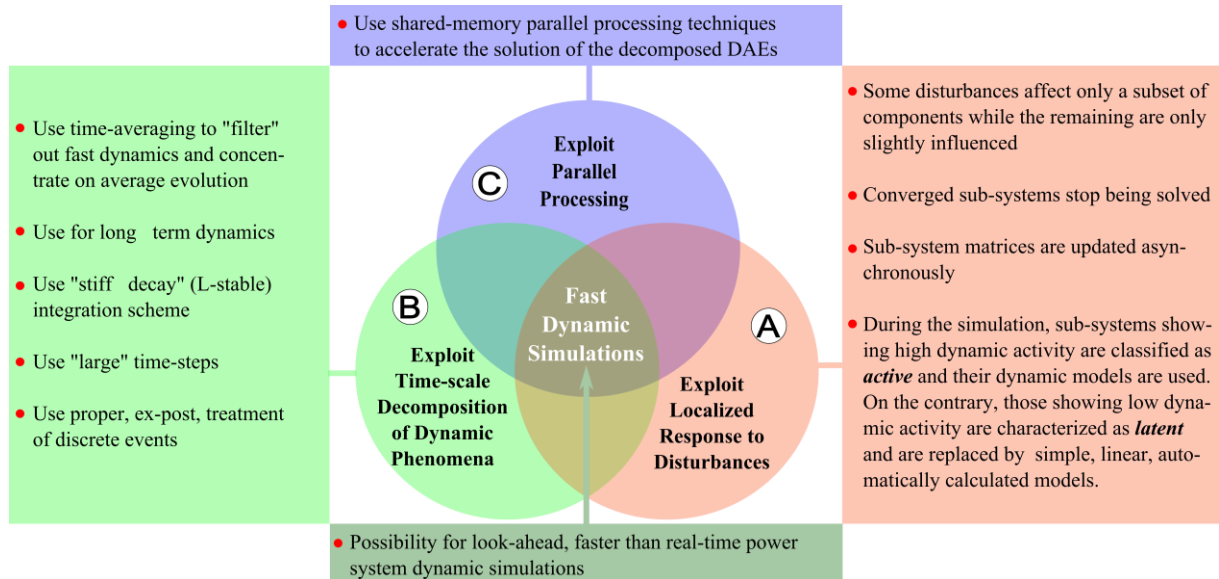 Use shared-memory parallel processing techniques
to accelerate the solution of the decomposed DAEs
Use time-averaging to "filter"
out fast dynamics and concen-
trate on average evolution
Use for long term dynamics
Use "stiff decay" (L-stable)
integration scheme
Use "large" time-steps
Use proper, ex-post, treatment
of discrete events
C
Exploit
Parallel
Processing
B
Exploit
Time-scale
Decomposition
of Dynamic
Phenomena
Fast
Dynamic
Simulations
A
Exploit
Localized
Response to
Disturbances
Some disturbances affect only a subset of
components while the remaining are only
slightly influenced
Converged sub-systems stop being solved
Sub-system matrices are updated asyn-
chronously
During the simulation, sub-systems show-
ing high dynamic activity are classified as
active and their dynamic models are used.
On the contrary, those showing low dyna-
mic activity are characterized as latent
and are replaced by simple, linear, auto-
matically calculated models.
Possibility for look-ahead, faster than real-time power
system dynamic simulations